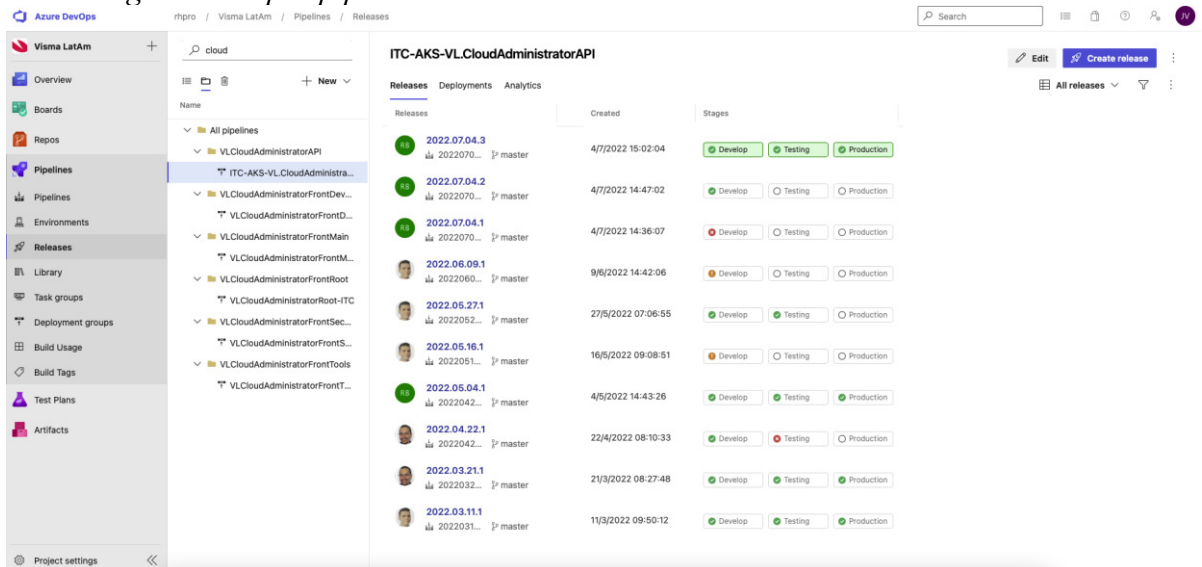 Azure DevOps
rhpro / Visma LatAm / Pipelines / Releases
Search
JV
Visma LatAm
Overview
Boards
Repos
Pipelines
Pipelines
Environments
Releases
Library
Task groups
Deployment groups
Build Usage
Build Tags
Test Plans
Artifacts
Project settings
cloud
New
Name
All pipelines
VLCloudAdministratorAPI
ITC-AKS-VL.CloudAdministra...
VLCloudAdministratorFrontDev...
VLCloudAdministratorFrontD...
VLCloudAdministratorFrontMain
VLCloudAdministratorFrontM...
VLCloudAdministratorFrontRoot
VLCloudAdministratorRoot-ITC
VLCloudAdministratorFrontSec...
VLCloudAdministratorFrontS...
VLCloudAdministratorFrontTools
VLCloudAdministratorFrontT...
ITC-AKS-VL.CloudAdministratorAPI
Edit
Create release
Releases Deployments Analytics
All releases
Releases Created Stages
RB 2022.07.04.3
2022070... master
4/7/2022 15:02:04 Develop Testing Production
RB 2022.07.04.2
2022070... master
4/7/2022 14:47:02 Develop Testing Production
RB 2022.07.04.1
2022070... master
4/7/2022 14:36:07 Develop Testing Production
2022.06.09.1
2022060... master
9/6/2022 14:42:06 Develop Testing Production
2022.05.27.1
2022052... master
27/5/2022 07:06:55 Develop Testing Production
2022.05.16.1
2022051... master
16/5/2022 09:08:51 Develop Testing Production
RB 2022.05.04.1
2022042... master
4/5/2022 14:43:26 Develop Testing Production
2022.04.22.1
2022042... master
22/4/2022 08:10:33 Develop Testing Production
2022.03.21.1
2022032... master
21/3/2022 08:27:48 Develop Testing Production
2022.03.11.1
2022031... master
11/3/2022 09:50:12 Develop Testing Production